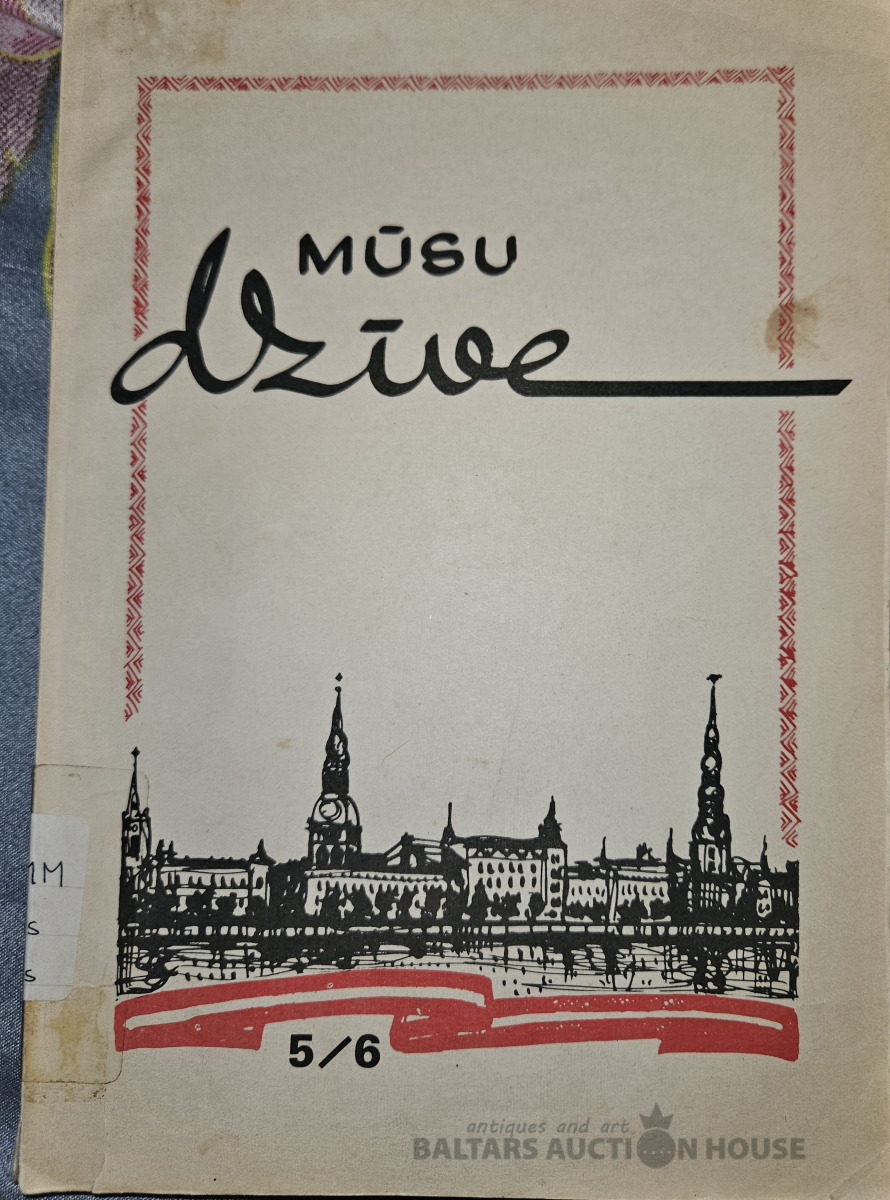 MŪSU
dzīve
5/6
antiques and art
BALTARS AUCTION HOUSE